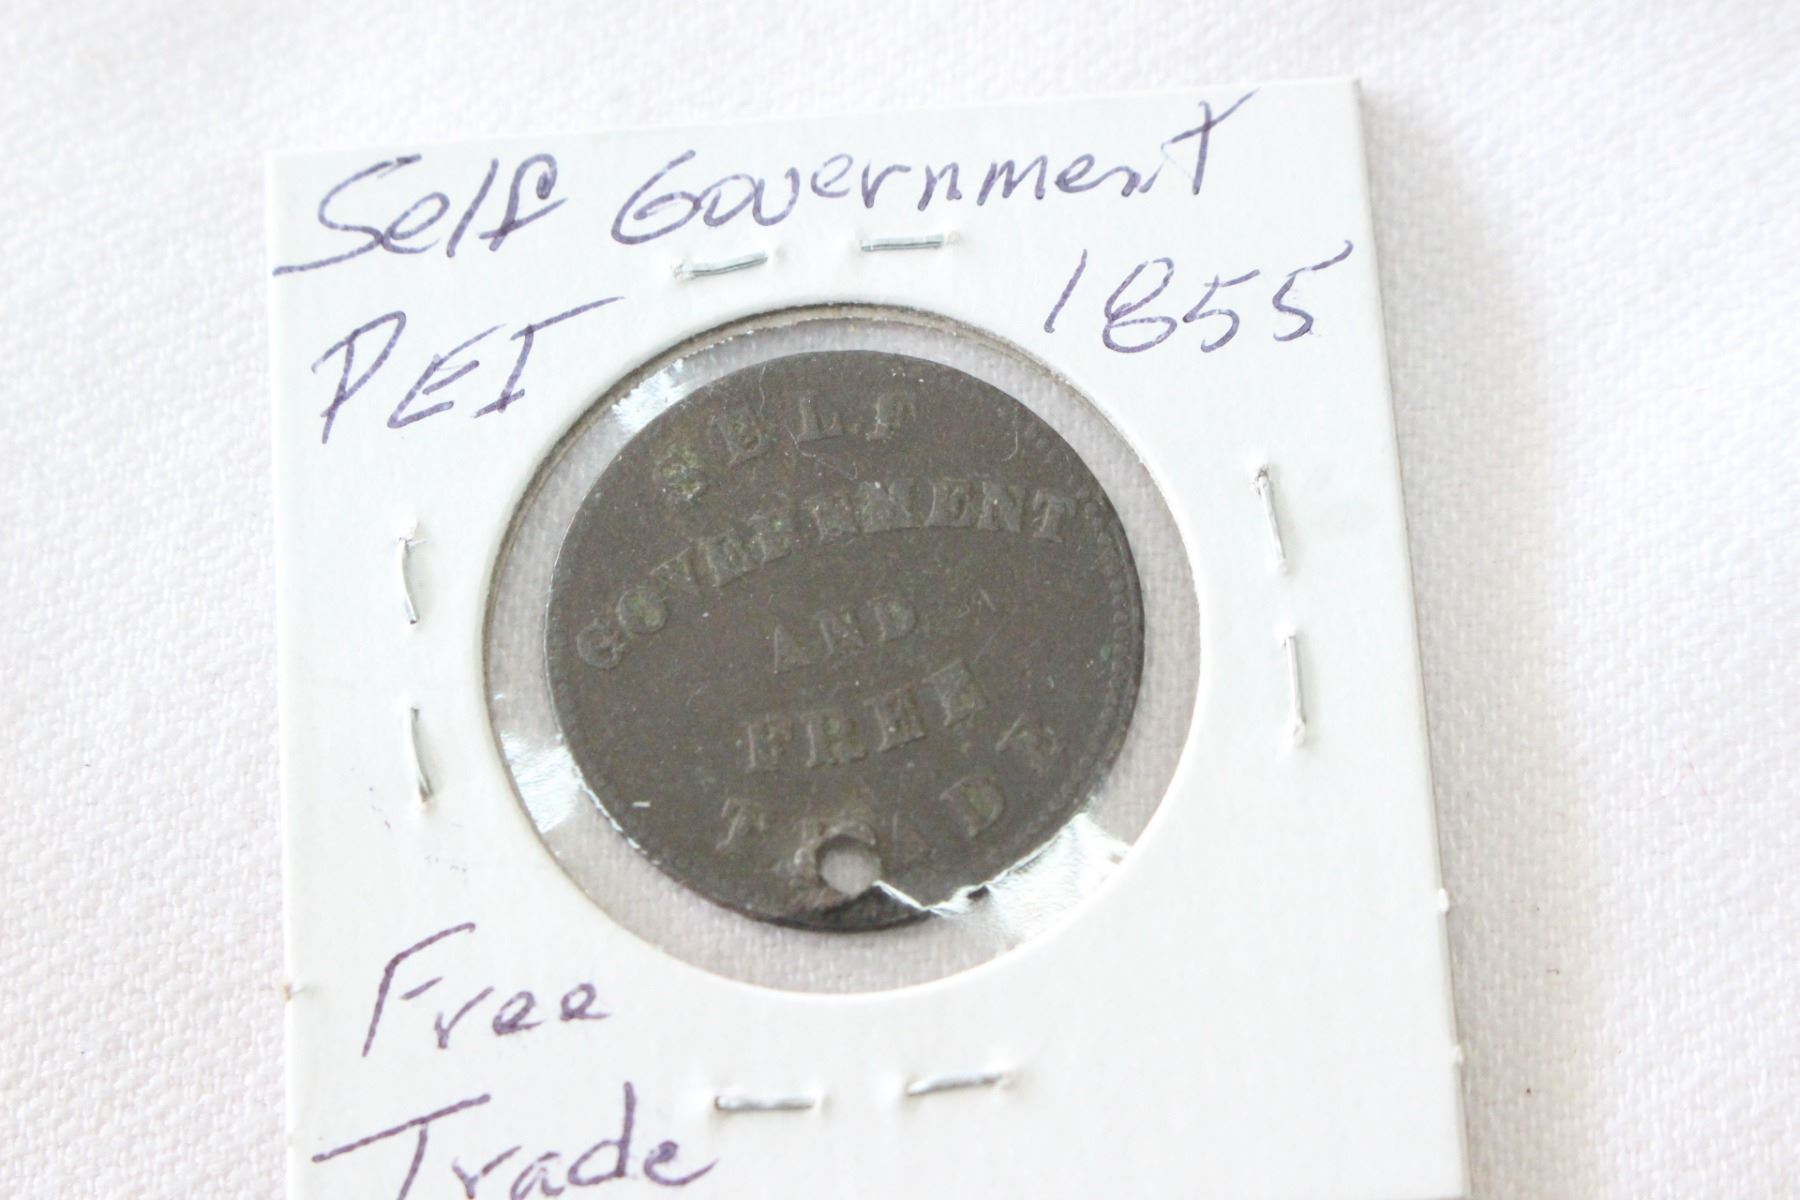 Self Government
PEI 1855
SELF
GOVERNMENT
AND
FREE
TRADE
Free
Trade